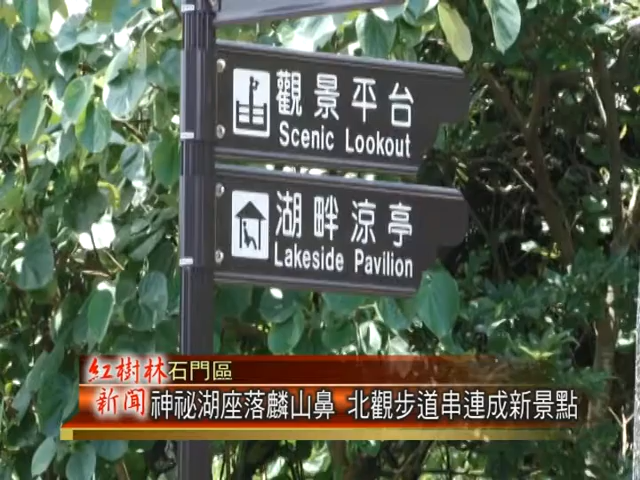 觀景平台
Scenic Lookout
湖畔涼亭
Lakeside Pavilion
紅樹林 石門區
新聞 神祕湖座落麟山鼻 北觀步道串連成新景點